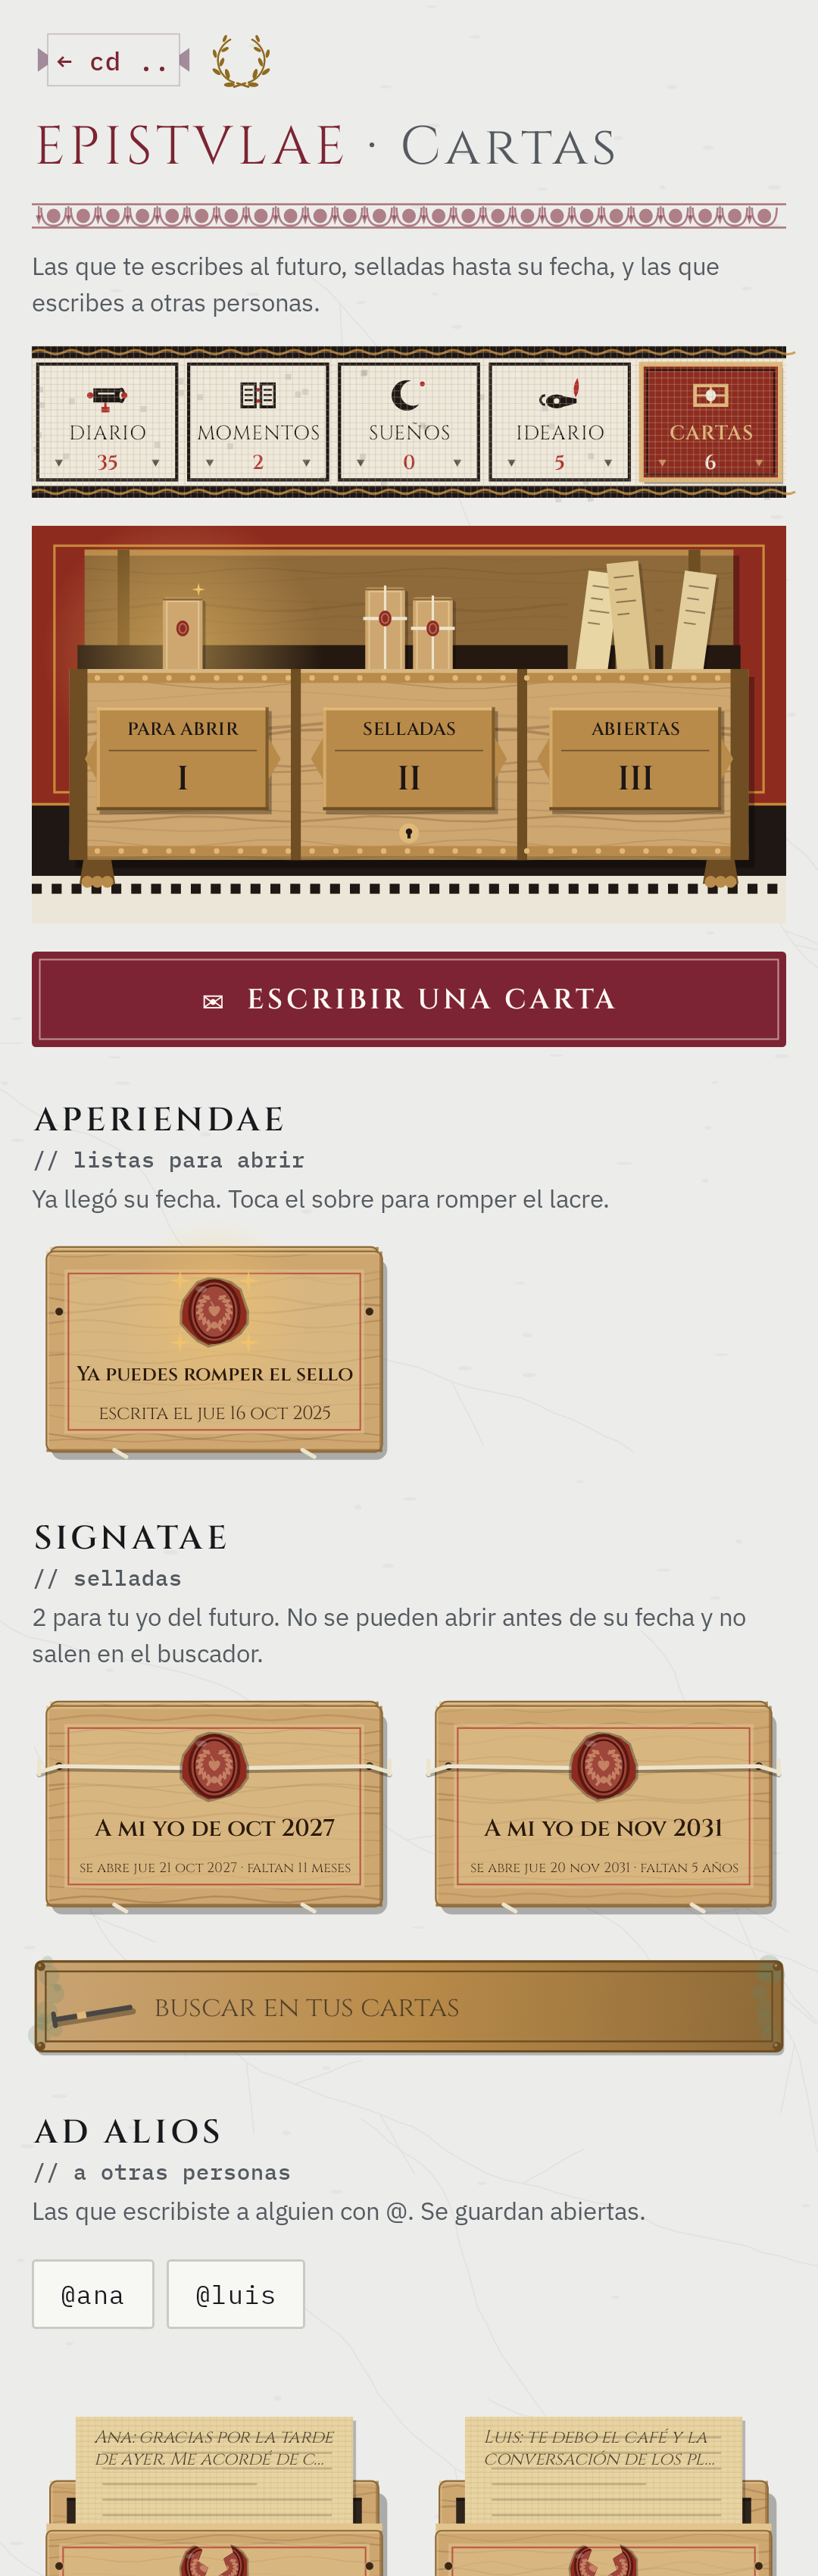 ← cd ..
EPISTVLAE · Cartas
Las que te escribes al futuro, selladas hasta su fecha, y las que
escribes a otras personas.
DIARIO MOMENTOS SUEÑOS IDEARIO CARTAS
35 2 0 5 6
PARA ABRIR SELLADAS ABIERTAS
I II III
✉ ESCRIBIR UNA CARTA
APERIENDAE
// listas para abrir
Ya llegó su fecha. Toca el sobre para romper el lacre.
Ya puedes romper el sello
escrita el jue 16 oct 2025
SIGNATAE
// selladas
2 para tu yo del futuro. No se pueden abrir antes de su fecha y no
salen en el buscador.
A mi yo de oct 2027
se abre jue 21 oct 2027 · faltan 11 meses
A mi yo de nov 2031
se abre jue 20 nov 2031 · faltan 5 años
BUSCAR EN TUS CARTAS
AD ALIOS
// a otras personas
Las que escribiste a alguien con @. Se guardan abiertas.
@ana @luis
Ana: gracias por la tarde
de ayer. Me acordé de c...
Luis: te debo el café y la
conversación de los pl...